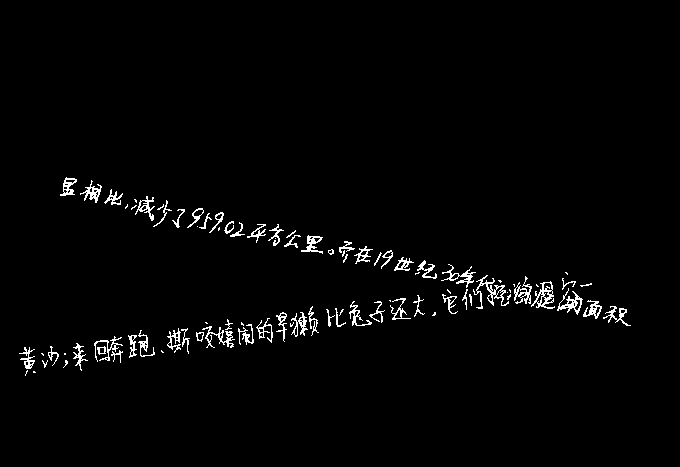 显相比,减少了959.02平方公里。旁在19世纪30年代
黄沙;来回奔跑、撕咬嬉闹的旱獭比兔子还大,它们挖 面积